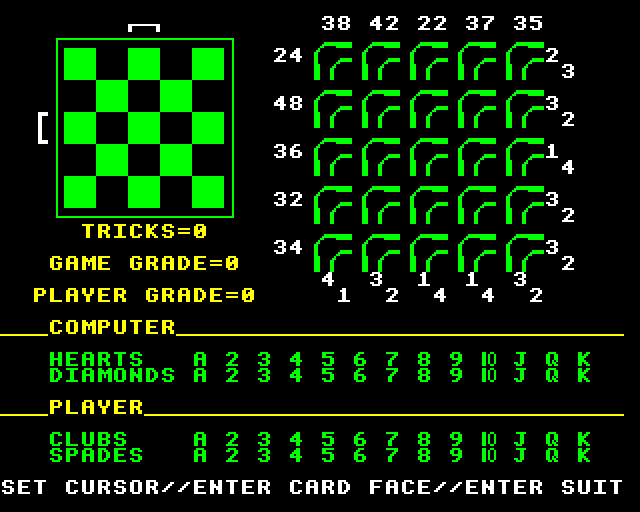 38 42 22 37 35
24 2
3
48 3
2
36 1
4
32 3
2
34 3
2
4 3 1 1 3
1 2 4 4 2
TRICKS=0
GAME GRADE=0
PLAYER GRADE=0
COMPUTER
HEARTS A 2 3 4 5 6 7 8 9 10 J Q K
DIAMONDS A 2 3 4 5 6 7 8 9 10 J Q K
PLAYER
CLUBS A 2 3 4 5 6 7 8 9 10 J Q K
SPADES A 2 3 4 5 6 7 8 9 10 J Q K
SET CURSOR//ENTER CARD FACE//ENTER SUIT